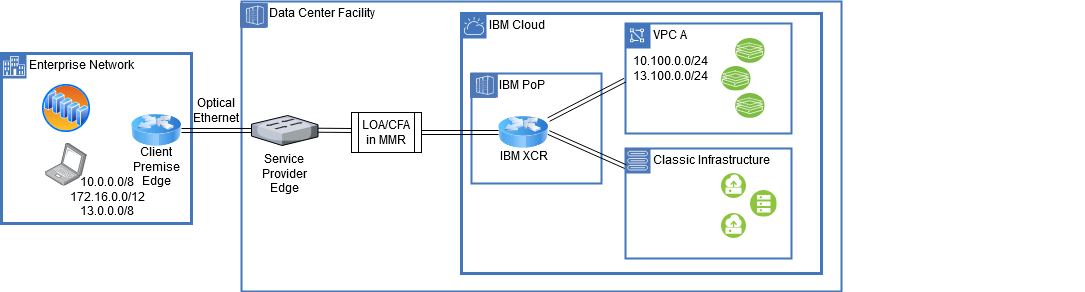 Data Center Facility
IBM Cloud
VPC A
10.100.0.0/24
13.100.0.0/24
Enterprise Network
IBM PoP
Optical
Ethernet
LOA/CFA
in MMR
Client
Premise
Edge
Service
Provider
Edge
IBM XCR
Classic Infrastructure
10.0.0.0/8
172.16.0.0/12
13.0.0.0/8